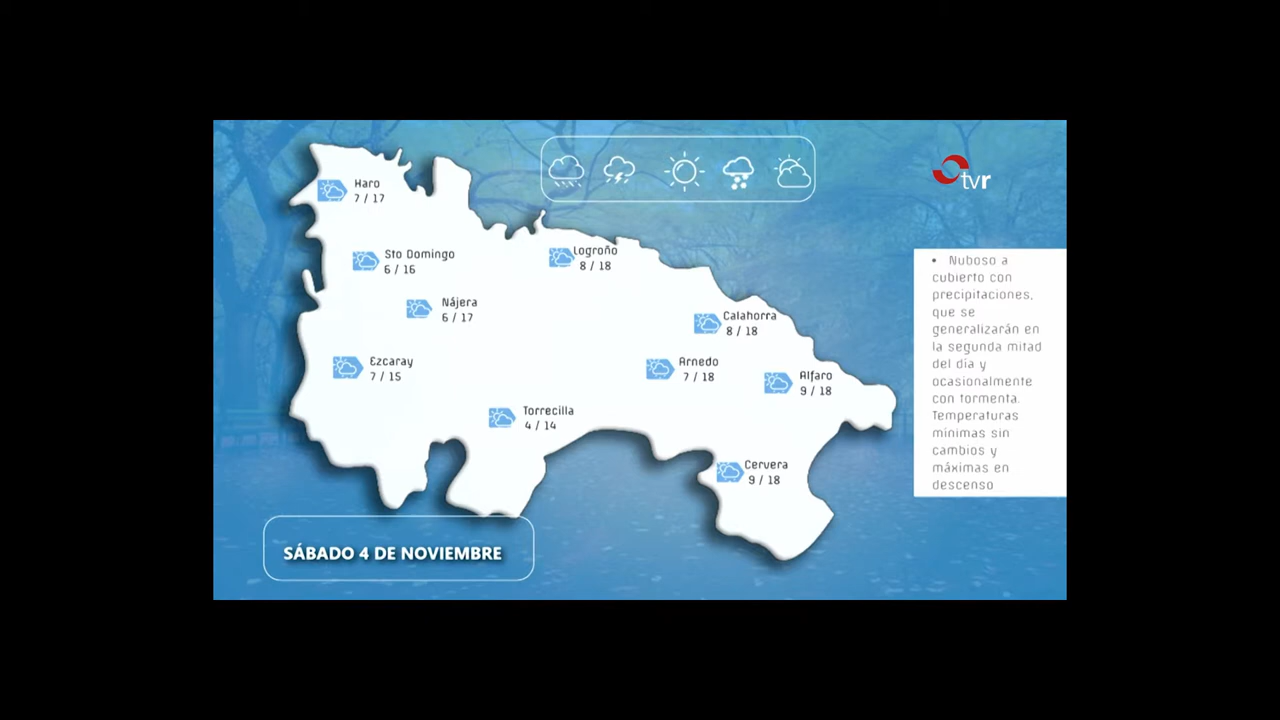 tvr
Haro
7 / 17
Sto Domingo
6 / 16
Logroño
8 / 18
Nájera
6 / 17
Calahorra
8 / 18
Ezcaray
7 / 15
Arnedo
7 / 18
Alfaro
9 / 18
Torrecilla
4 / 14
Cervera
9 / 18
• Nuboso a
cubierto con
precipitaciones,
que se
generalizarán en
la segunda mitad
del día y
ocasionalmente
con tormenta.
Temperaturas
mínimas sin
cambios y
máximas en
descenso
SÁBADO 4 DE NOVIEMBRE